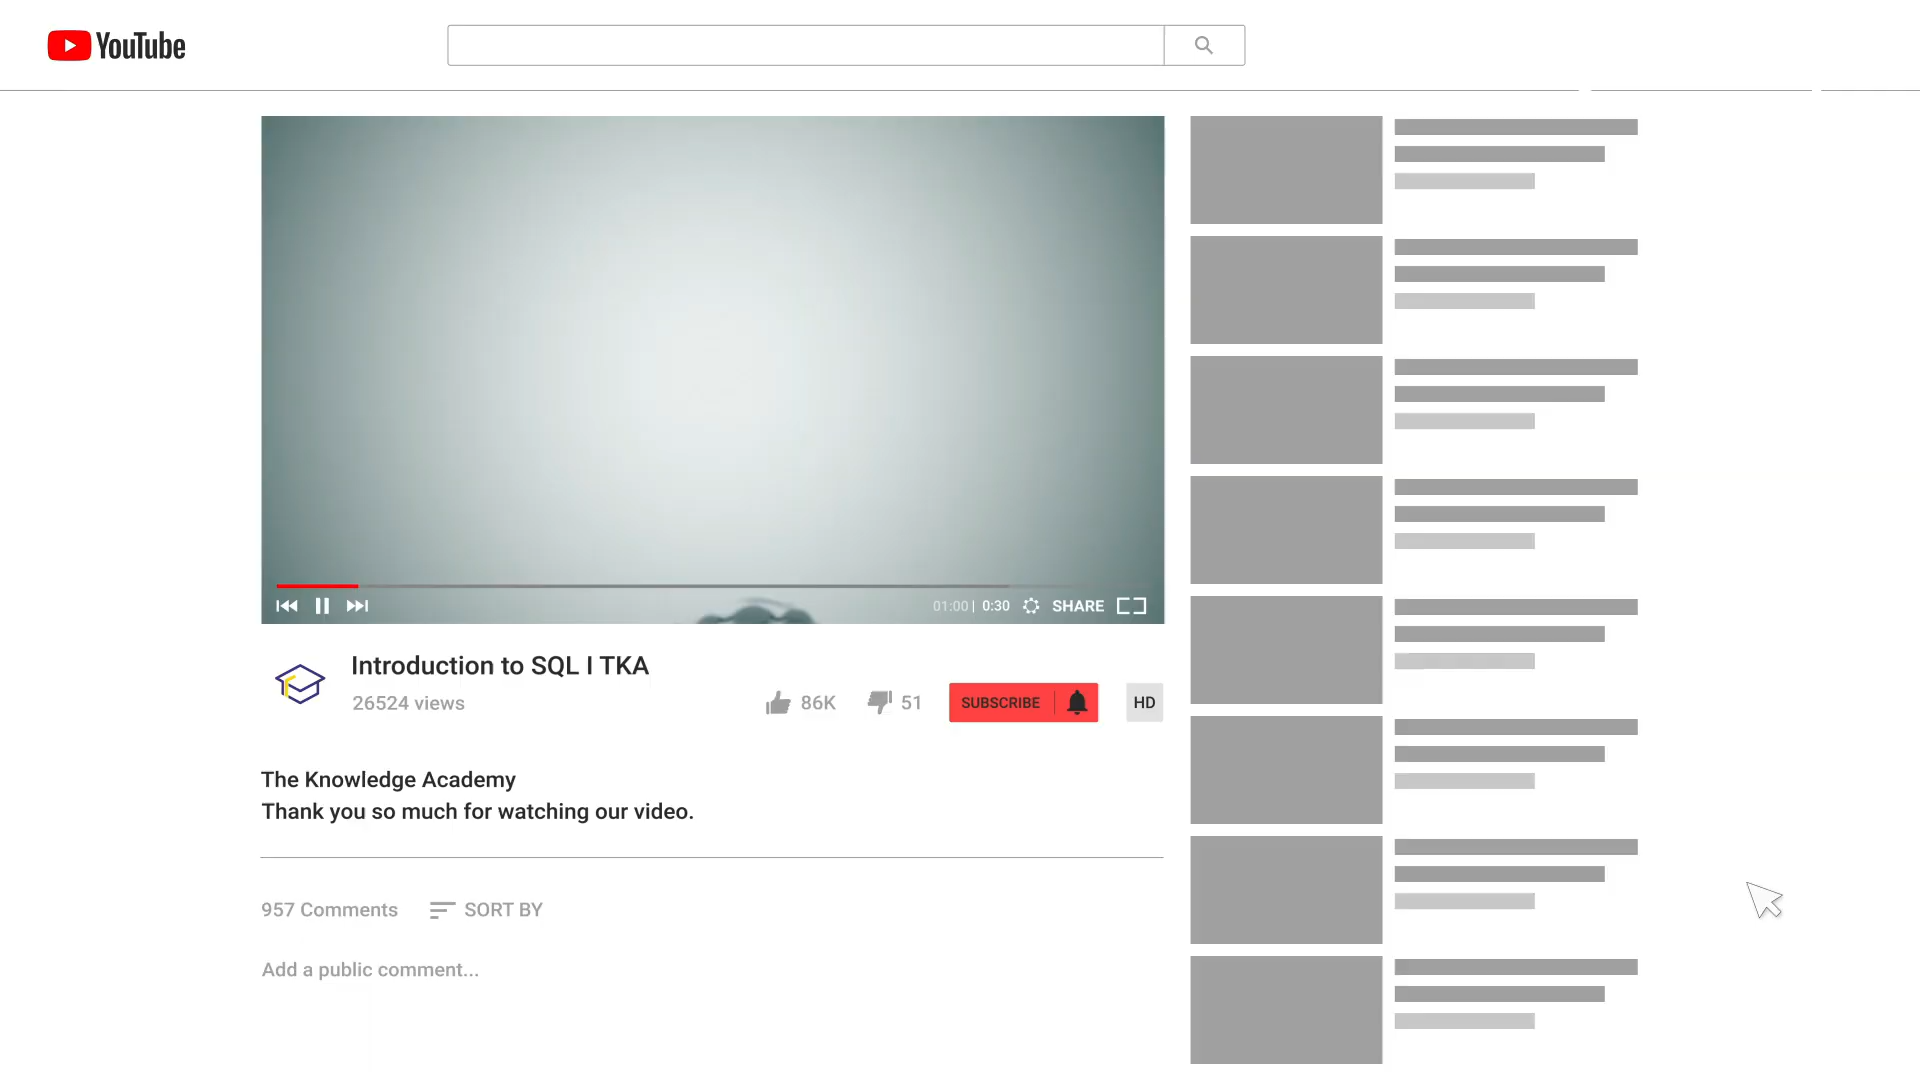 YouTube
01:00 | 0:30 SHARE
Introduction to SQL I TKA
26524 views
86K 51 SUBSCRIBE HD
The Knowledge Academy
Thank you so much for watching our video.
957 Comments SORT BY
Add a public comment...